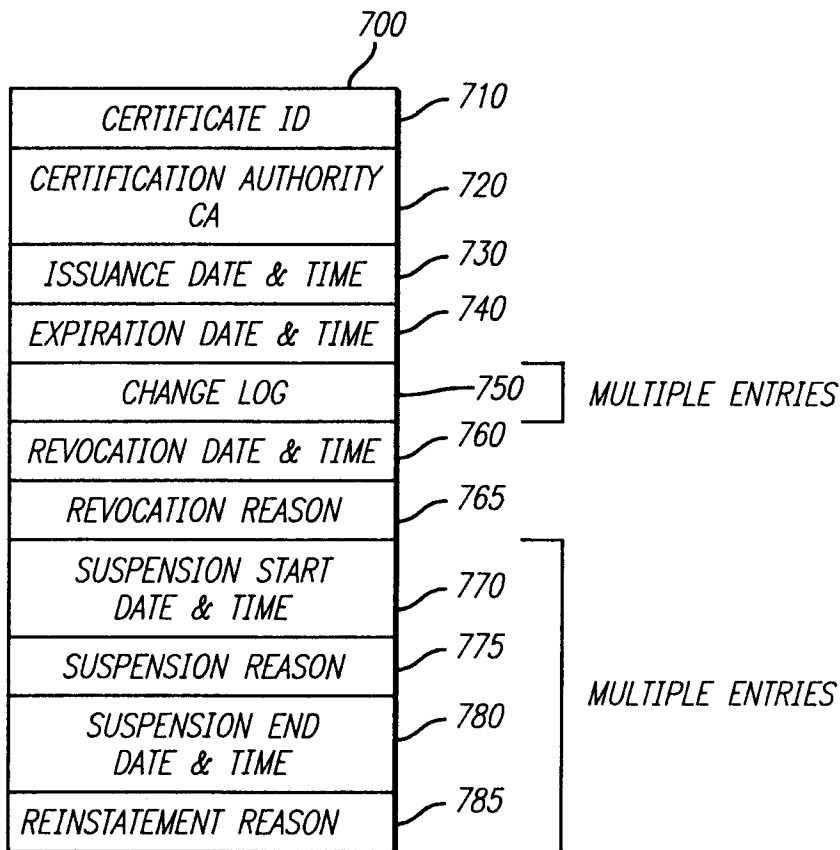 700
CERTIFICATE ID
710
CERTIFICATION AUTHORITY
CA
720
ISSUANCE DATE & TIME
730
EXPIRATION DATE & TIME
740
CHANGE LOG
750
MULTIPLE ENTRIES
REVOCATION DATE & TIME
760
REVOCATION REASON
765
SUSPENSION START
DATE & TIME
770
SUSPENSION REASON
775
MULTIPLE ENTRIES
SUSPENSION END
DATE & TIME
780
REINSTATEMENT REASON
785